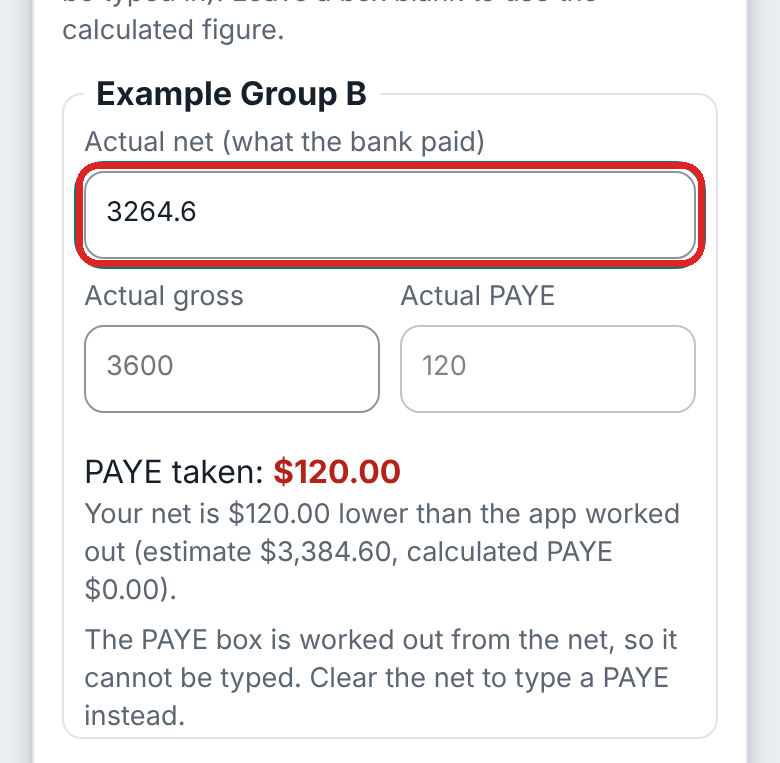 calculated figure.
Example Group B
Actual net (what the bank paid)
3264.6
Actual gross
Actual PAYE
3600
120
PAYE taken: $120.00
Your net is $120.00 lower than the app worked
out (estimate $3,384.60, calculated PAYE
$0.00).
The PAYE box is worked out from the net, so it
cannot be typed. Clear the net to type a PAYE
instead.